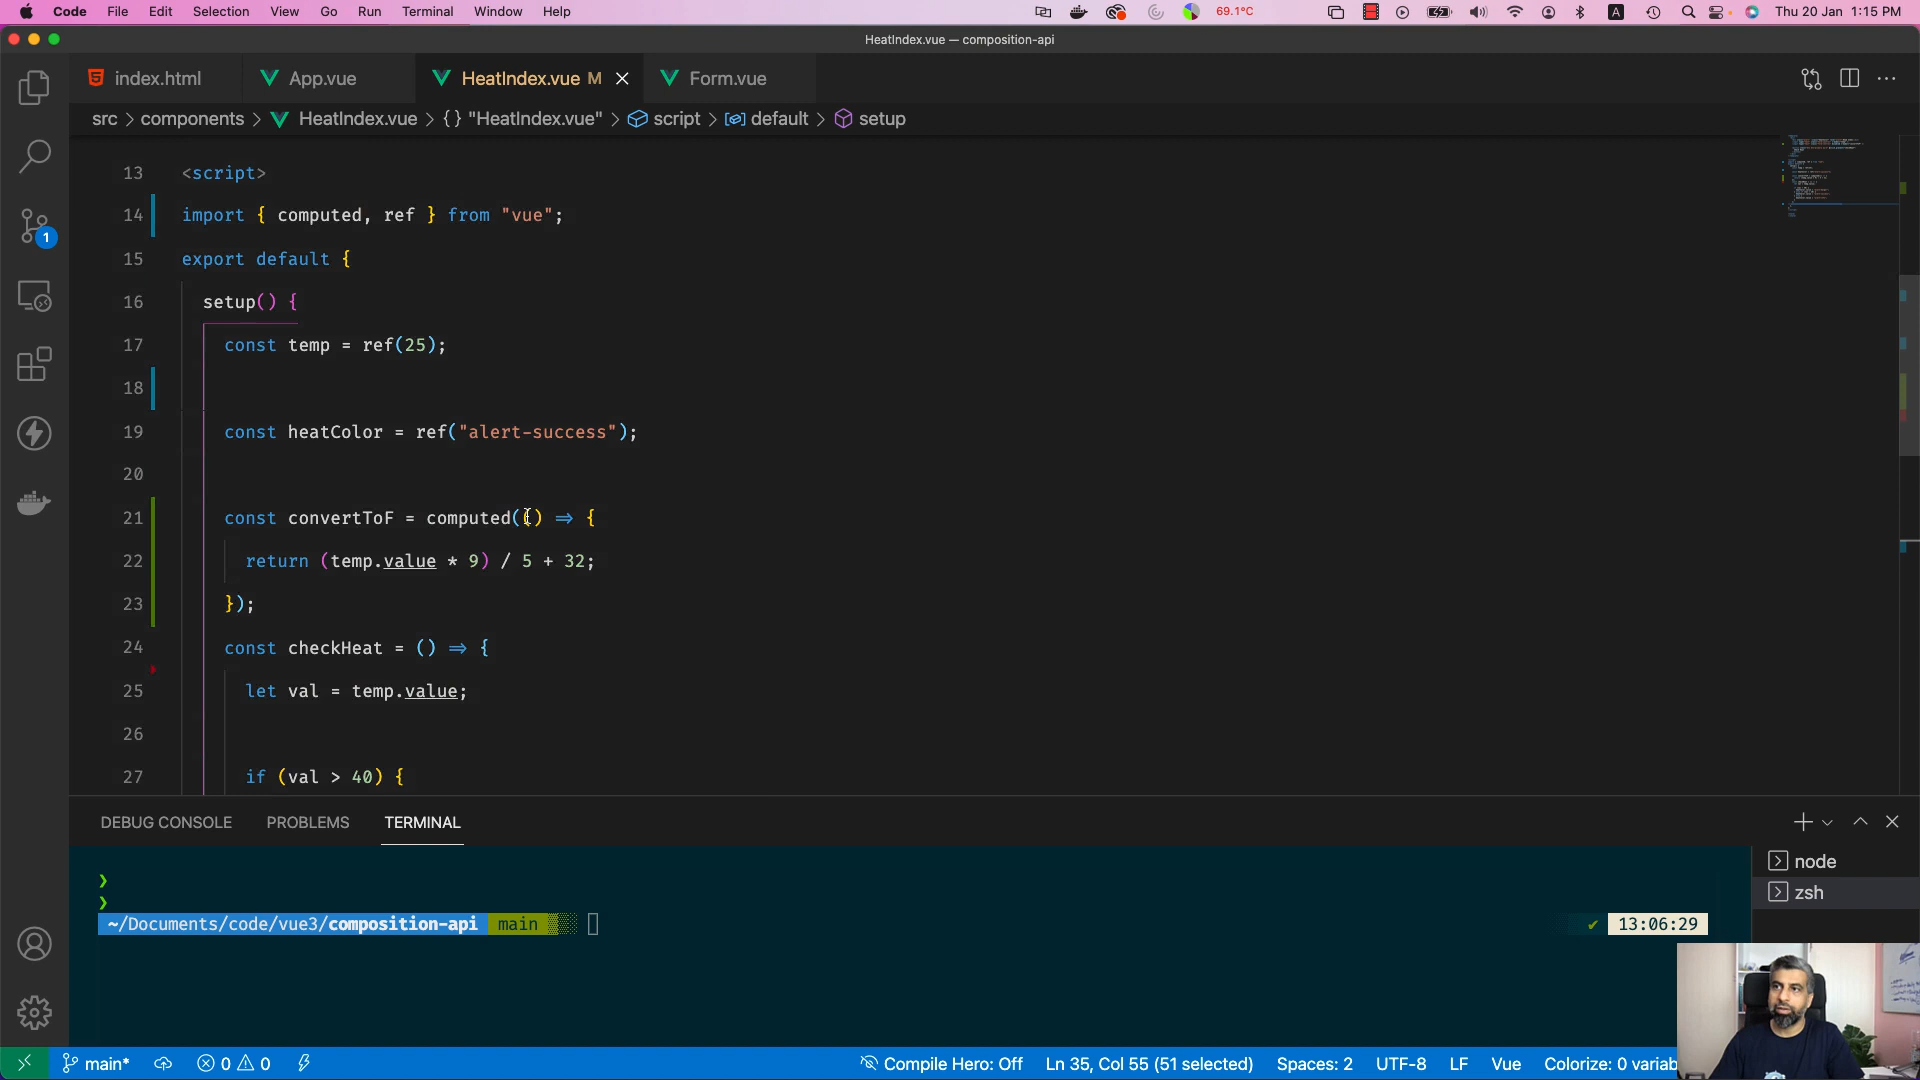 Code File Edit Selection View Go Run Terminal Window Help 69.1°C A Thu 20 Jan 1:15 PM
HeatIndex.vue — composition-api
index.html App.vue HeatIndex.vue M Form.vue
src > components > HeatIndex.vue > {} "HeatIndex.vue" > script > default > setup
13 <script>
14 import { computed, ref } from "vue";
15 export default {
16 setup() {
17 const temp = ref(25);
18
19 const heatColor = ref("alert-success");
20
21 const convertToF = computed(() => {
22 return (temp.value * 9) / 5 + 32;
23 });
24 const checkHeat = () => {
25 let val = temp.value;
26
27 if (val > 40) {
1
DEBUG CONSOLE PROBLEMS TERMINAL
node
zsh
~/Documents/code/vue3/composition-api main ✔ 13:06:29
main* 0 0 Compile Hero: Off Ln 35, Col 55 (51 selected) Spaces: 2 UTF-8 LF Vue Colorize: 0